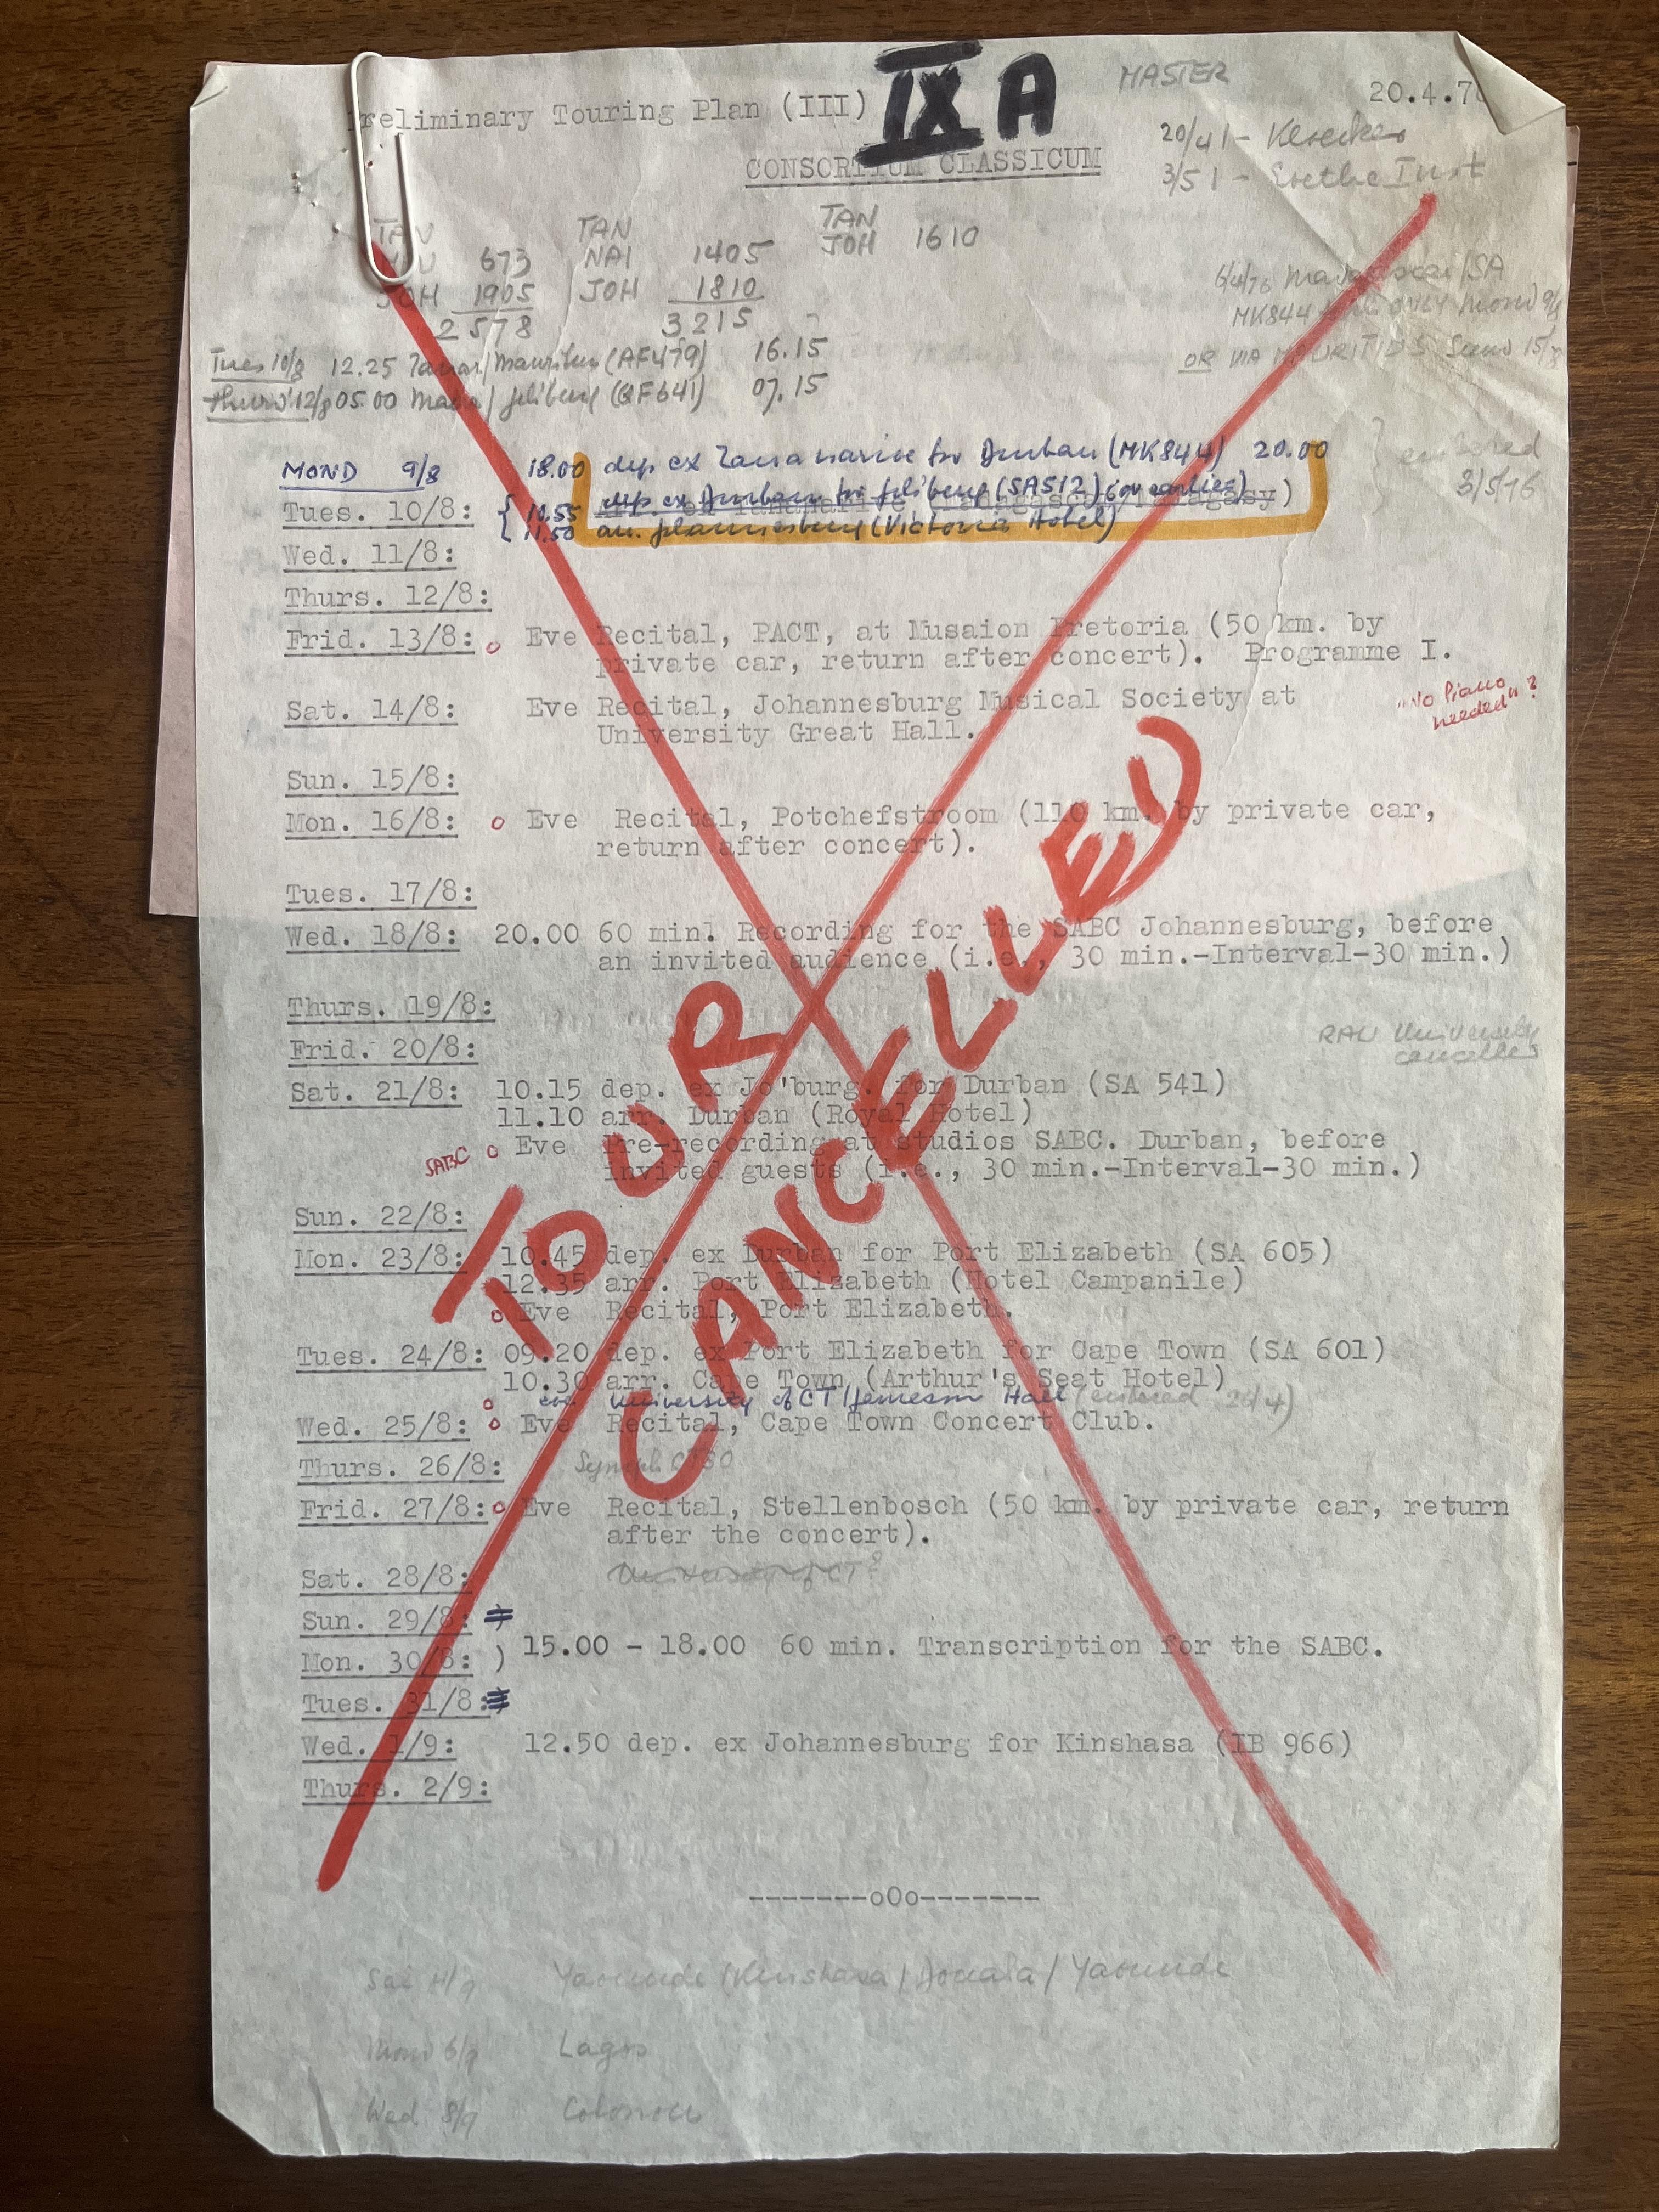 IX A
MASTER
reliminary Touring Plan (III)
20.4.7
CONSORTIUM CLASSICUM
20/4 1 - Kloecker
3/5 1 - Goethe Inst
TAN TAN TAN
673 NAI 1405 JOH 1610
JOH 1905 JOH 1810
2578 3215
MK844 ONLY Mond 9/8
OR VIA MAURITIUS
Tues 10/8 12.25 Tanar/Mauritius (AF479) 16.15
Thurs 12/8 05.00 Maur/Jo'burg (QF641) 07.15
MOND 9/8 18.00 dep ex Tananarive for Durban (MK844) 20.00
entered
3/5/76
Tues. 10/8: 10.55 dep ex Durban for Jo'burg (SA512) (or earlier)
11.50 arr. Johannesburg (Victoria Hotel)
Wed. 11/8:
Thurs. 12/8:
Frid. 13/8: Eve Recital, PACT, at Musaion Pretoria (50 km. by
private car, return after concert). Programme I.
Sat. 14/8: Eve Recital, Johannesburg Musical Society at
University Great Hall.
"No Piano
needed"?
Sun. 15/8:
Mon. 16/8: Eve Recital, Potchefstroom (110 km. by private car,
return after concert).
Tues. 17/8:
Wed. 18/8: 20.00 60 min. Recording for the SABC Johannesburg, before
an invited audience (i.e., 30 min.-Interval-30 min.)
Thurs. 19/8:
RAU University
cancelled
Frid. 20/8:
Sat. 21/8: 10.15 dep. ex Jo'burg. for Durban (SA 541)
11.10 arr. Durban (Royal Hotel)
SABC Eve Pre-recording at studios SABC. Durban, before
invited guests (i.e., 30 min.-Interval-30 min.)
Sun. 22/8:
Mon. 23/8: 10.45 dep. ex Durban for Port Elizabeth (SA 605)
12.35 arr. Port Elizabeth (Hotel Campanile)
Eve Recital, Port Elizabeth.
Tues. 24/8: 09.20 dep. ex Port Elizabeth for Cape Town (SA 601)
10.30 arr. Cape Town (Arthur's Seat Hotel)
eve University of CT/Jameson Hall (entered 26/4)
Wed. 25/8: Eve Recital, Cape Town Concert Club.
Thurs. 26/8:
Frid. 27/8: Eve Recital, Stellenbosch (50 km. by private car, return
after the concert).
Sat. 28/8: University of CT?
Sun. 29/8:
Mon. 30/8: ) 15.00 - 18.00 60 min. Transcription for the SABC.
Tues. 31/8:
Wed. 1/9: 12.50 dep. ex Johannesburg for Kinshasa (IB 966)
Thurs. 2/9:
-------oOo-------
Yaounde (Kinshasa/Douala/Yaounde
Mond 6/9 Lagos
Wed 8/9 Cotonou
TOUR
CANCELLED